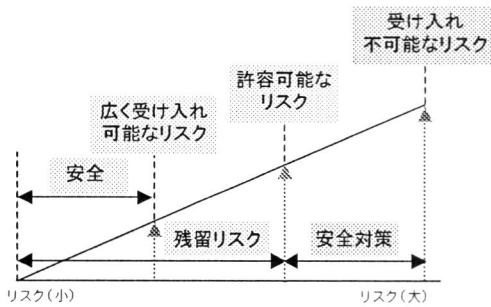 受け入れ
不可能なリスク
許容可能な
リスク
広く受け入れ
可能なリスク
安全
残留リスク
安全対策
リスク(小)
リスク(大)